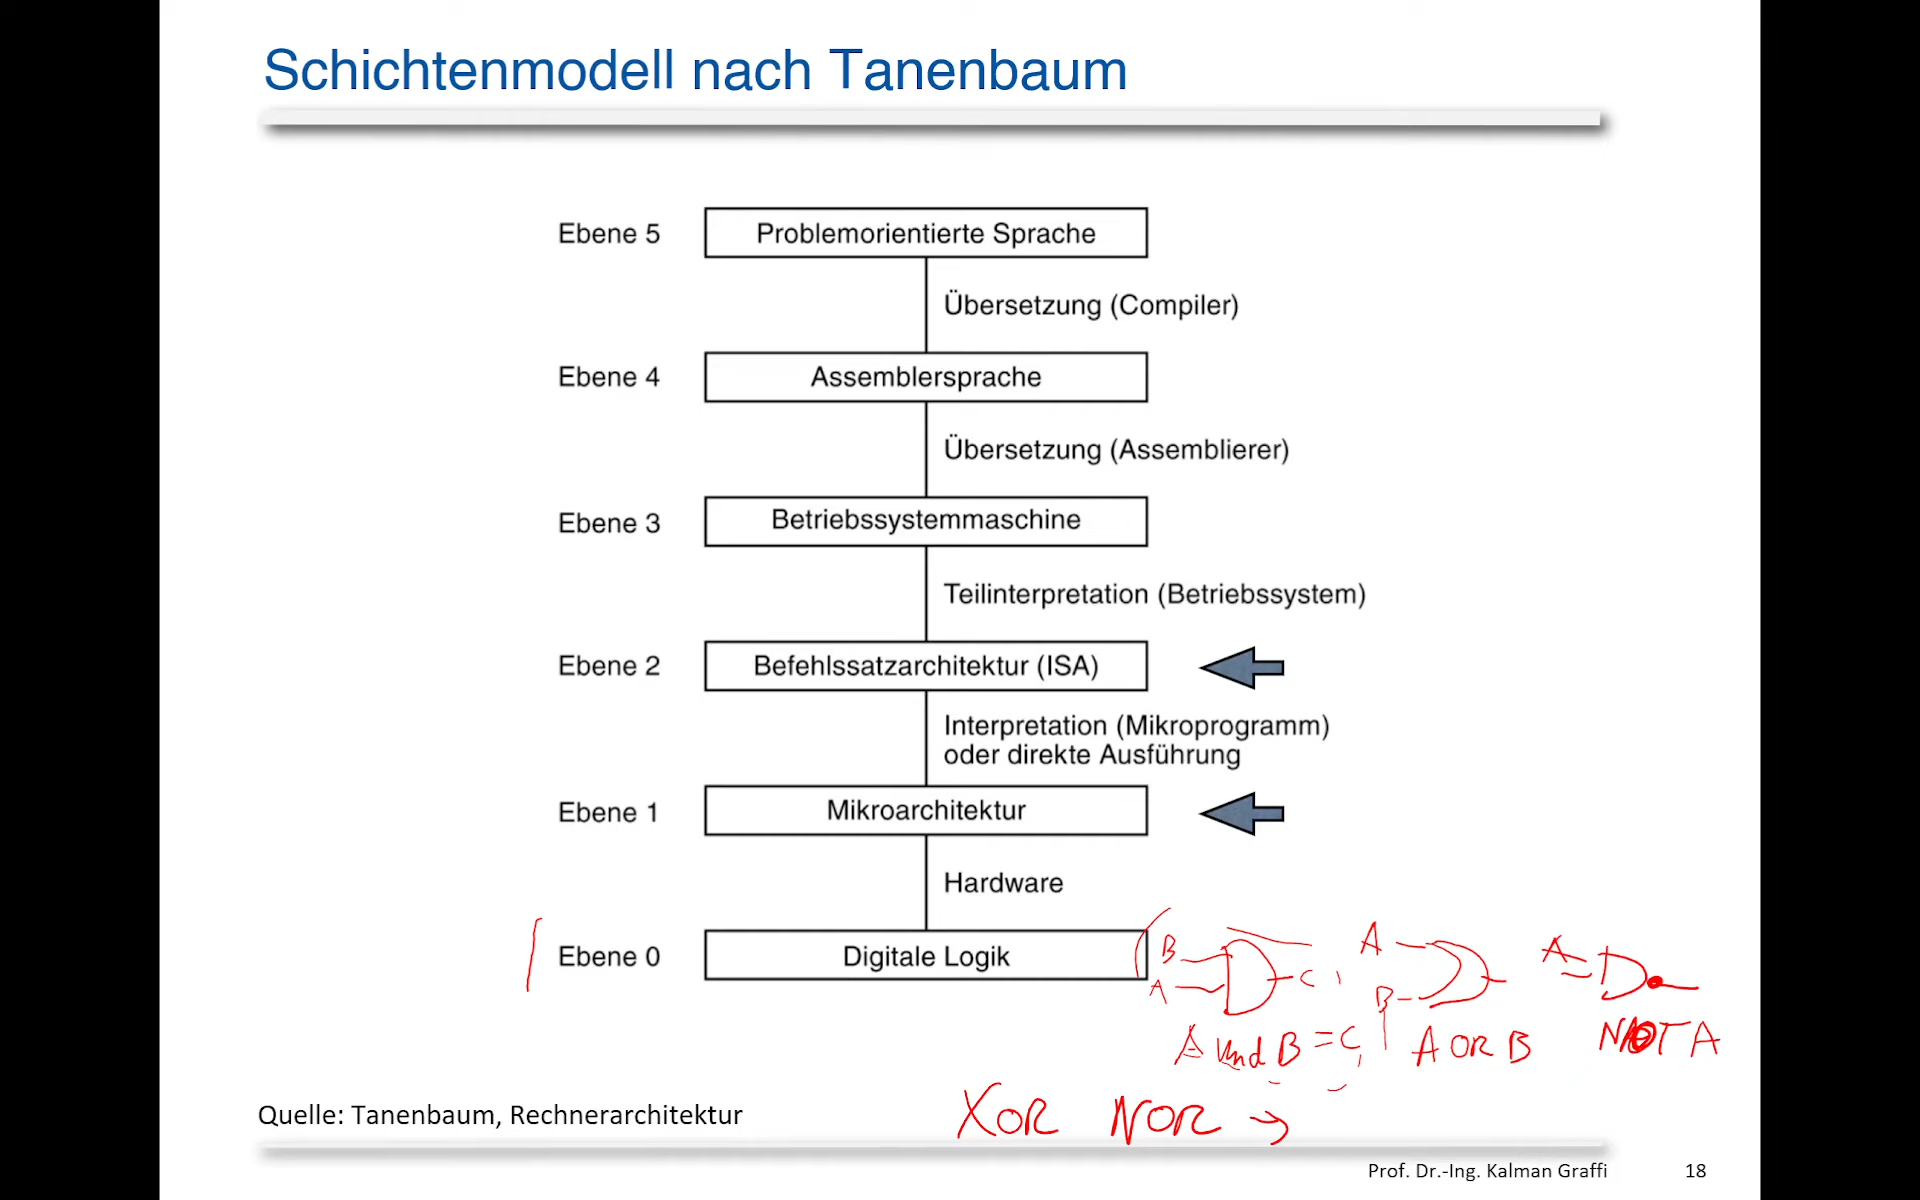 Schichtenmodell nach Tanenbaum
Ebene 5 Problemorientierte Sprache
Übersetzung (Compiler)
Ebene 4 Assemblersprache
Übersetzung (Assemblierer)
Ebene 3 Betriebssystemmaschine
Teilinterpretation (Betriebssystem)
Ebene 2 Befehlssatzarchitektur (ISA)
Interpretation (Mikroprogramm)
oder direkte Ausführung
Ebene 1 Mikroarchitektur
Hardware
Ebene 0 Digitale Logik
B A C
A B
A
A und B = C, A OR B NOT A
XOR NOR →
Quelle: Tanenbaum, Rechnerarchitektur
Prof. Dr.-Ing. Kalman Graffi 18